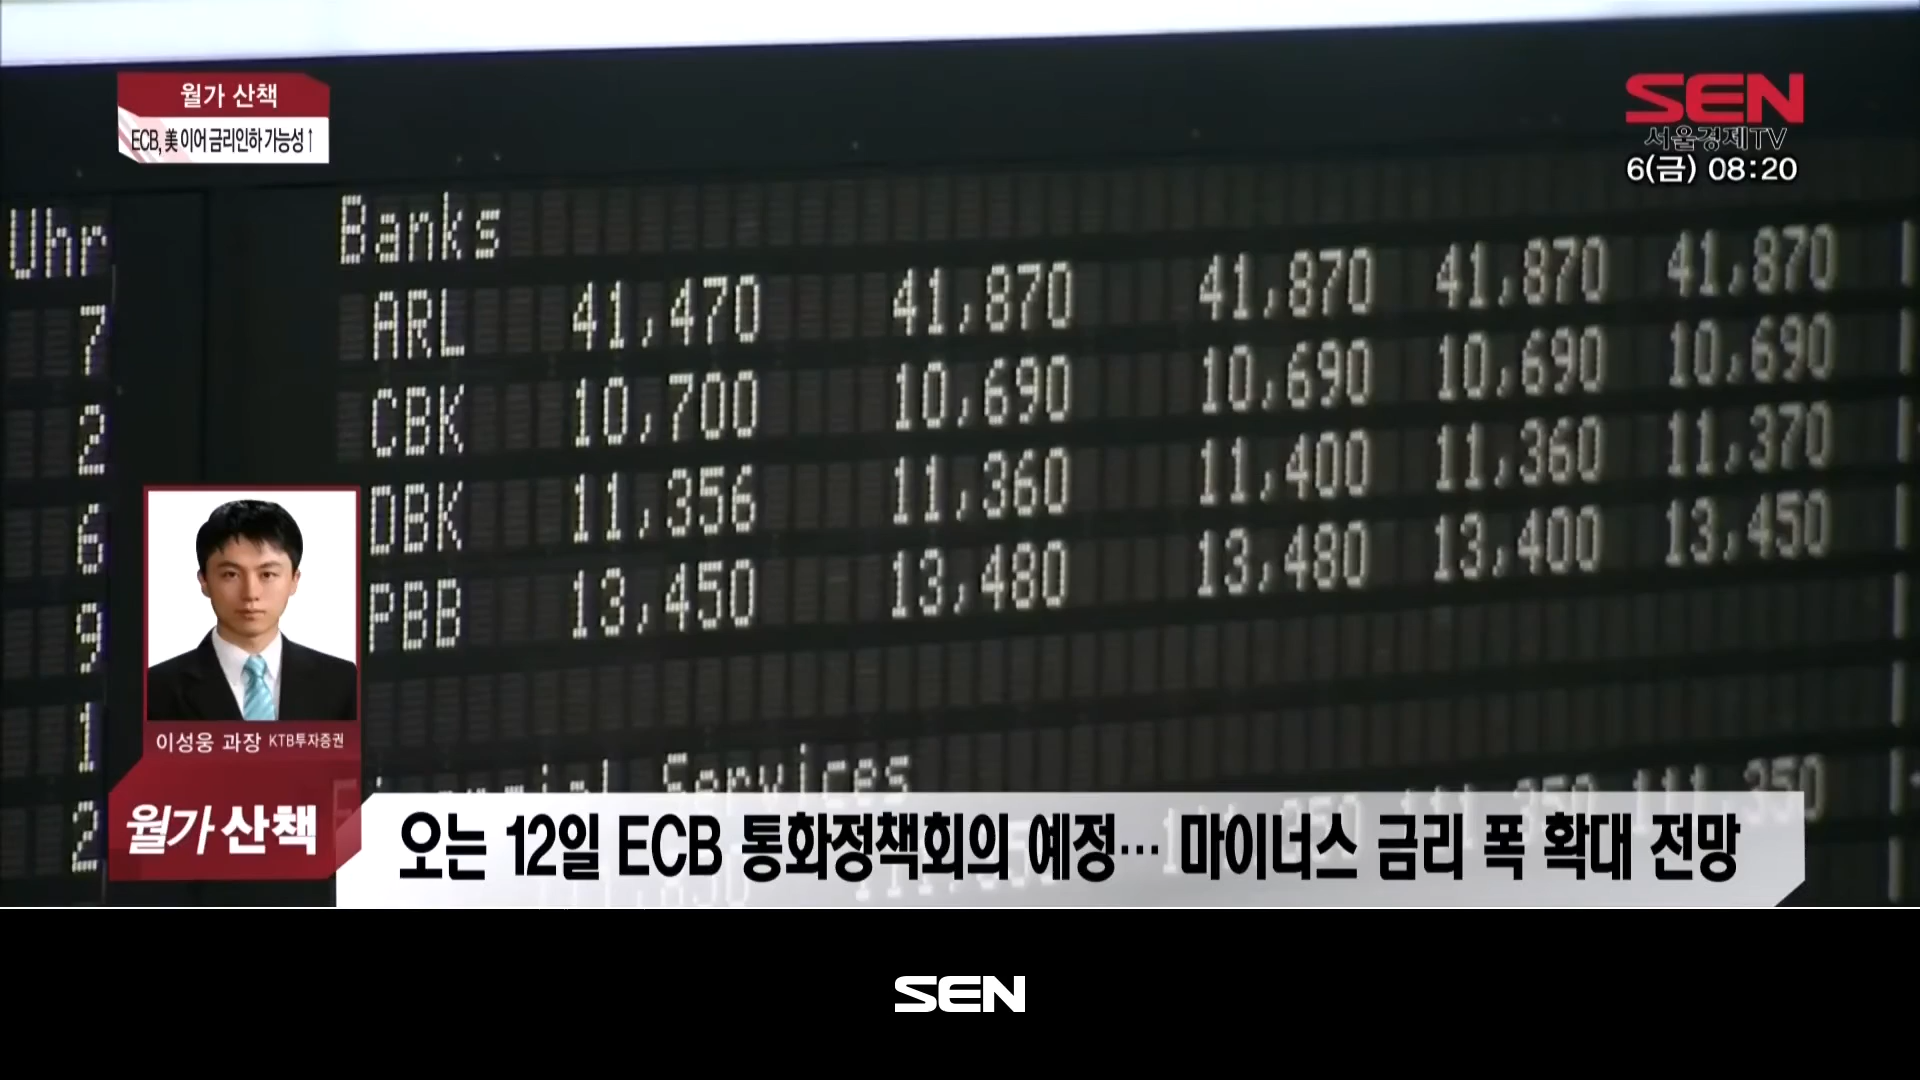 월가 산책
ECB, 美 이어 금리인하 가능성↑
SEN
서울경제TV
6(금) 08:20
Uhr
7
2
6
9
1
2
Banks
ARL 41,470 41,870 41,870 41,870 41,870
CBK 10,700 10,690 10,690 10,690 10,690
DBK 11,356 11,360 11,400 11,360 11,370
PBB 13,450 13,480 13,480 13,400 13,450
Services
이성웅 과장 KTB투자증권
월가 산책
오는 12일 ECB 통화정책회의 예정… 마이너스 금리 폭 확대 전망
SEN